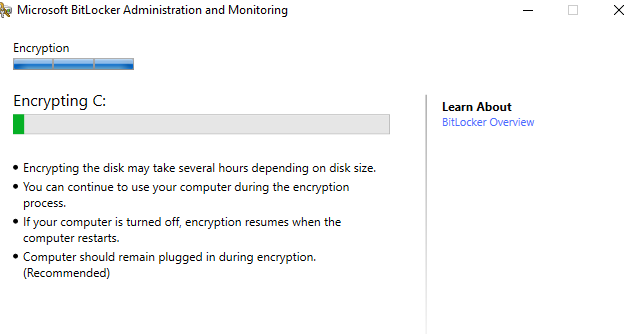 Microsoft BitLocker Administration and Monitoring
Encryption
Encrypting C:
• Encrypting the disk may take several hours depending on disk size.
• You can continue to use your computer during the encryption
process.
• If your computer is turned off, encryption resumes when the
computer restarts.
• Computer should remain plugged in during encryption.
(Recommended)
Learn About
BitLocker Overview